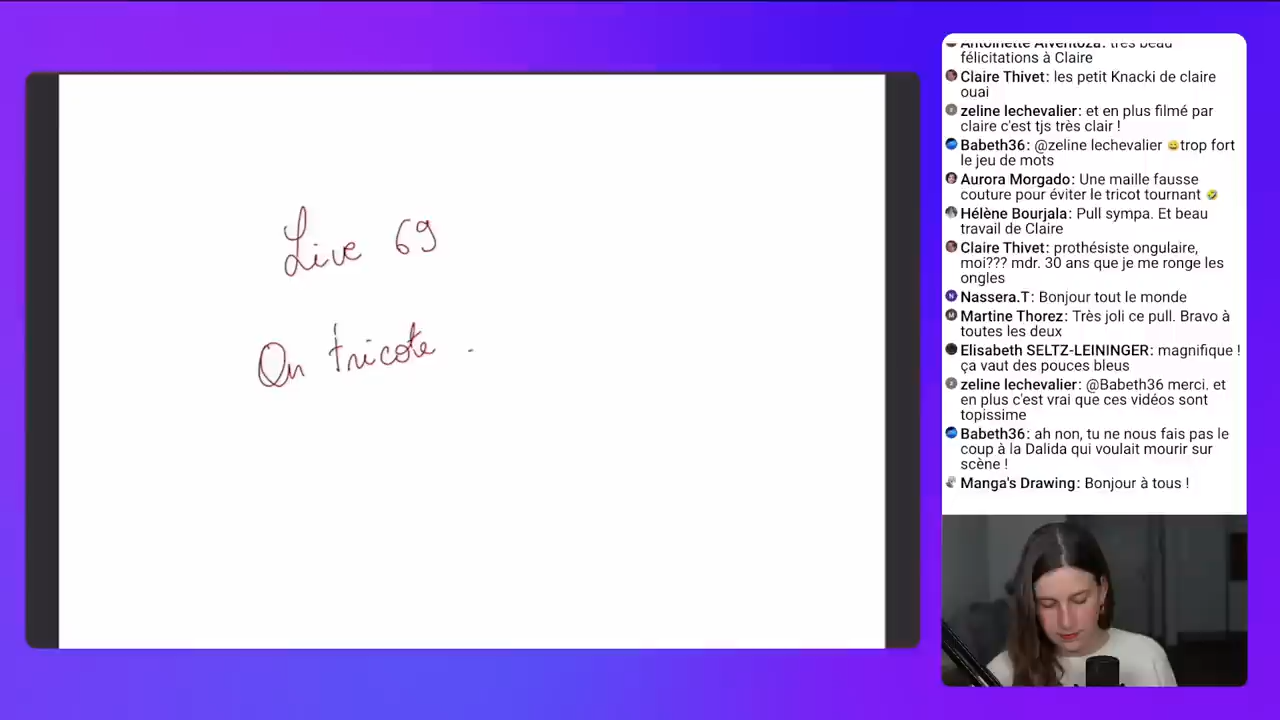 Live 69
On tricote .
Antoinette Alventoza: très beau
félicitations à Claire
Claire Thivet: les petit Knacki de claire
ouai
zeline lechevalier: et en plus filmé par
claire c'est tjs très clair !
Babeth36: @zeline lechevalier 😄trop fort
le jeu de mots
Aurora Morgado: Une maille fausse
couture pour éviter le tricot tournant 🤣
Hélène Bourjala: Pull sympa. Et beau
travail de Claire
Claire Thivet: prothésiste ongulaire,
moi??? mdr. 30 ans que je me ronge les
ongles
Nassera.T: Bonjour tout le monde
Martine Thorez: Très joli ce pull. Bravo à
toutes les deux
Elisabeth SELTZ-LEININGER: magnifique !
ça vaut des pouces bleus
zeline lechevalier: @Babeth36 merci. et
en plus c'est vrai que ces vidéos sont
topissime
Babeth36: ah non, tu ne nous fais pas le
coup à la Dalida qui voulait mourir sur
scène !
Manga's Drawing: Bonjour à tous !